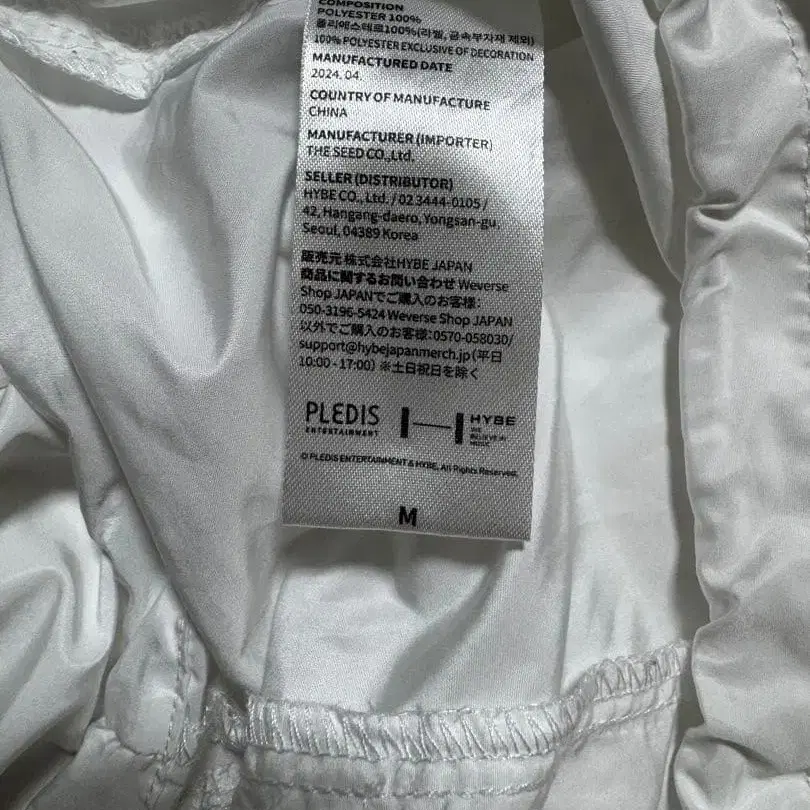 COMPOSITION
POLYESTER 100%
폴리에스테르100%(라벨, 금속부자재 제외)
100% POLYESTER EXCLUSIVE OF DECORATION
MANUFACTURED DATE
2024. 04.
COUNTRY OF MANUFACTURE
CHINA
MANUFACTURER (IMPORTER)
THE SEED CO., Ltd.
SELLER (DISTRIBUTOR)
HYBE CO., Ltd. / 02 3444-0105 /
42, Hangang-daero, Yongsan-gu,
Seoul, 04389 Korea
販売元 株式会社HYBE JAPAN
商品に関するお問い合わせ Weverse
Shop JAPANでご購入のお客様:
050-3196-5424 Weverse Shop JAPAN
以外でご購入のお客様:0570-058030/
support@hybejapanmerch.jp(平日
10:00 - 17:00) ※土日祝日を除く
PLEDIS
ENTERTAINMENT
HYBE
WE
BELIEVE IN
MUSIC
© PLEDIS ENTERTAINMENT & HYBE. All Rights Reserved.
M